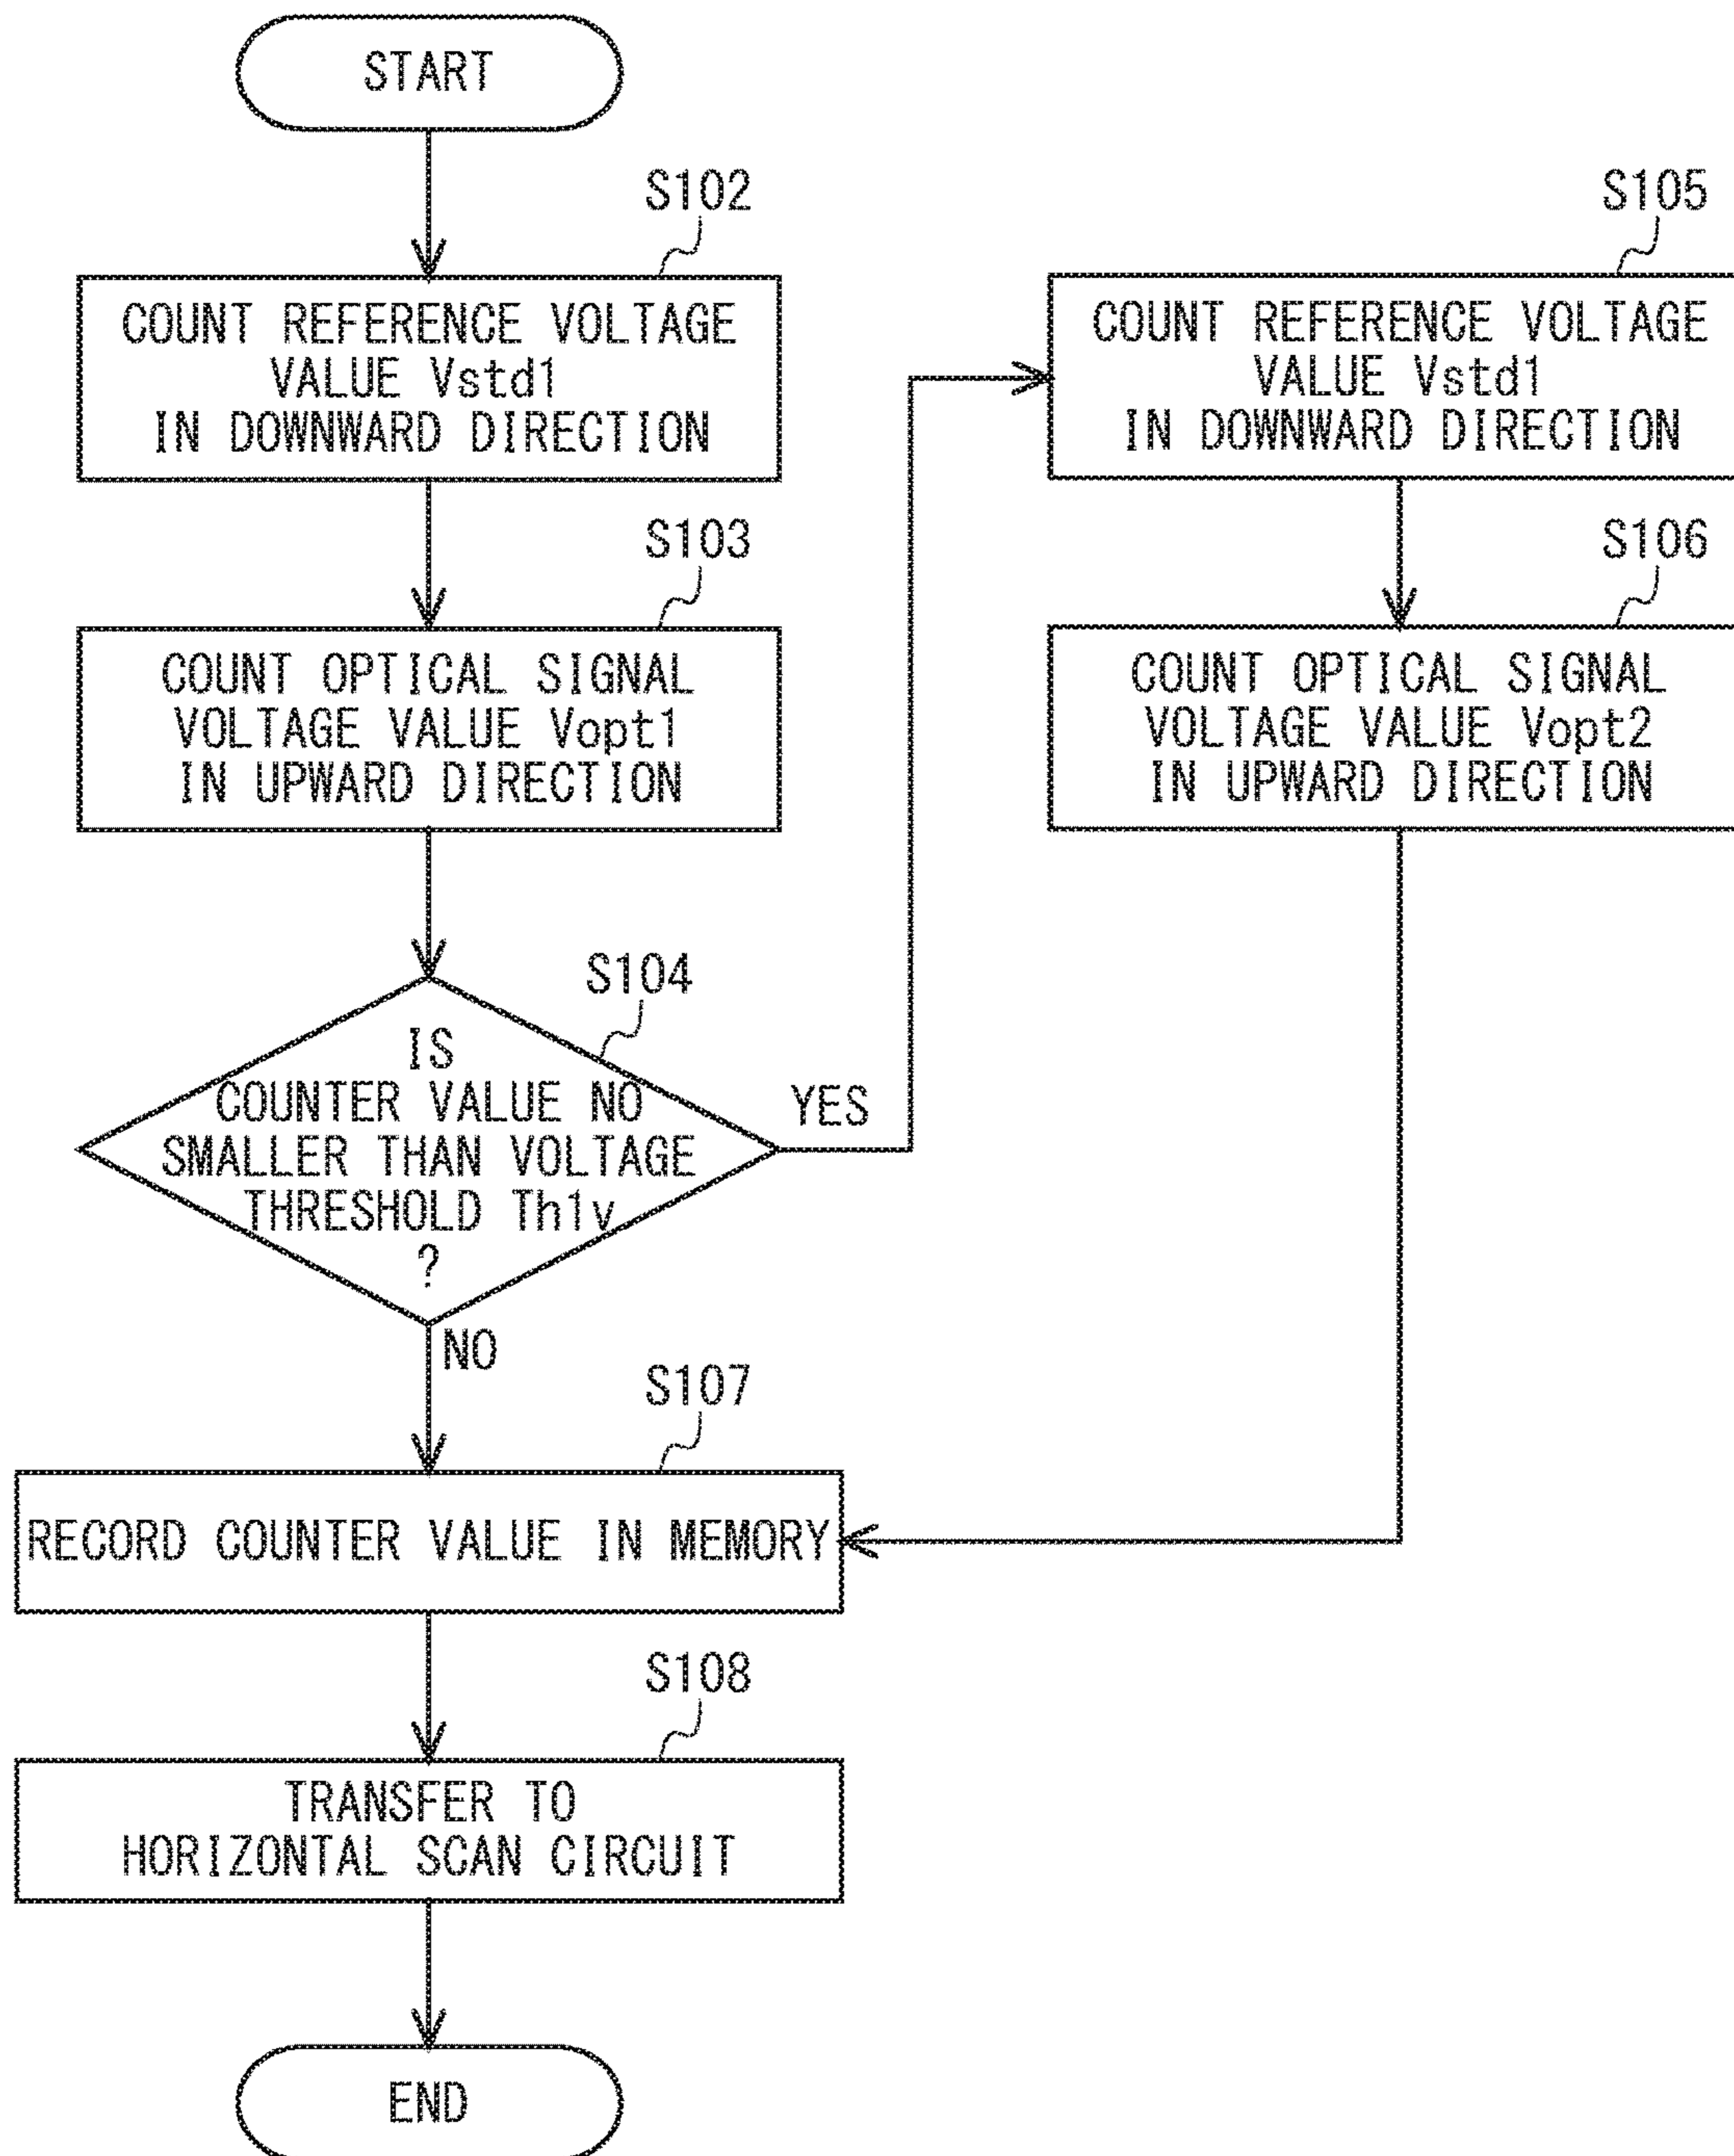 START
S102
COUNT REFERENCE VOLTAGE
VALUE Vstd1
IN DOWNWARD DIRECTION
S103
COUNT OPTICAL SIGNAL
VOLTAGE VALUE Vopt1
IN UPWARD DIRECTION
S104
IS
COUNTER VALUE NO
SMALLER THAN VOLTAGE
THRESHOLD Th1v
?
YES
NO
S105
COUNT REFERENCE VOLTAGE
VALUE Vstd1
IN DOWNWARD DIRECTION
S106
COUNT OPTICAL SIGNAL
VOLTAGE VALUE Vopt2
IN UPWARD DIRECTION
S107
RECORD COUNTER VALUE IN MEMORY
S108
TRANSFER TO
HORIZONTAL SCAN CIRCUIT
END